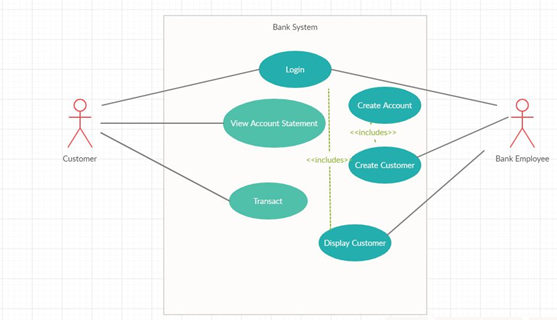 Bank System
Login
Create Account
View Account Statement
<<includes>>
<<includes>
Create Customer
Customer
Bank Employee
Transact
Display Customer